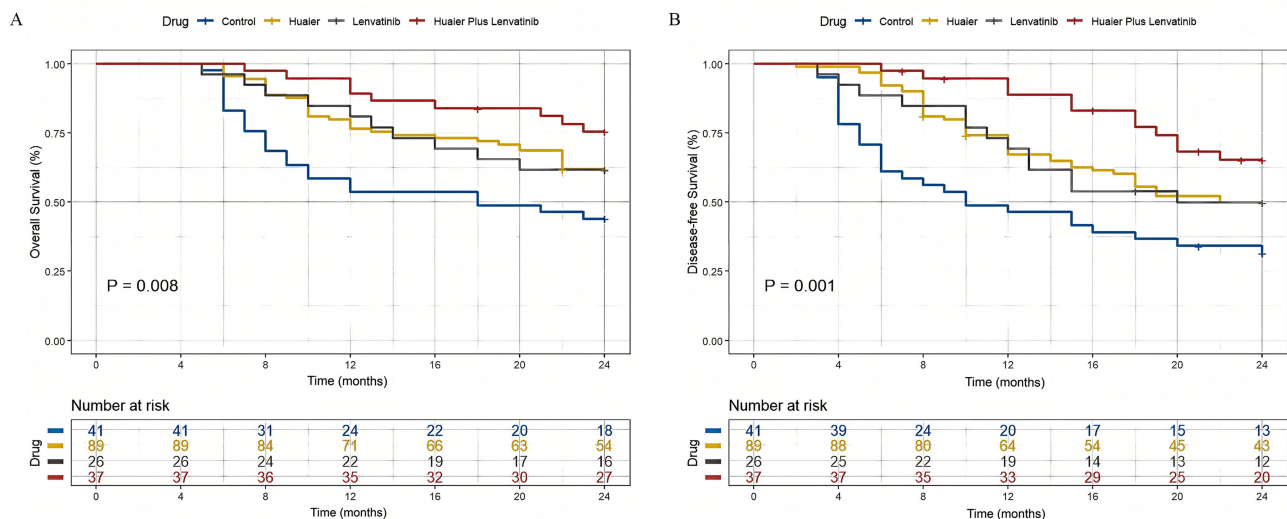 A
Drug Control Huaier Lenvatinib Huaier Plus Lenvatinib
Overall Survival (%)
1.00
0.75
0.50
0.25
0.00
P = 0.008
0 4 8 12 16 20 24
Time (months)
Number at risk
Drug
41 41 31 24 22 20 18
89 89 84 71 66 63 54
26 26 24 22 19 17 16
37 37 36 35 32 30 27
0 4 8 12 16 20 24
Time (months)
B
Drug Control Huaier Lenvatinib Huaier Plus Lenvatinib
Disease-free Survival (%)
1.00
0.75
0.50
0.25
0.00
P = 0.001
0 4 8 12 16 20 24
Time (months)
Number at risk
Drug
41 39 24 20 17 15 13
89 88 80 64 54 45 43
26 25 22 19 14 13 12
37 37 35 33 29 25 20
0 4 8 12 16 20 24
Time (months)